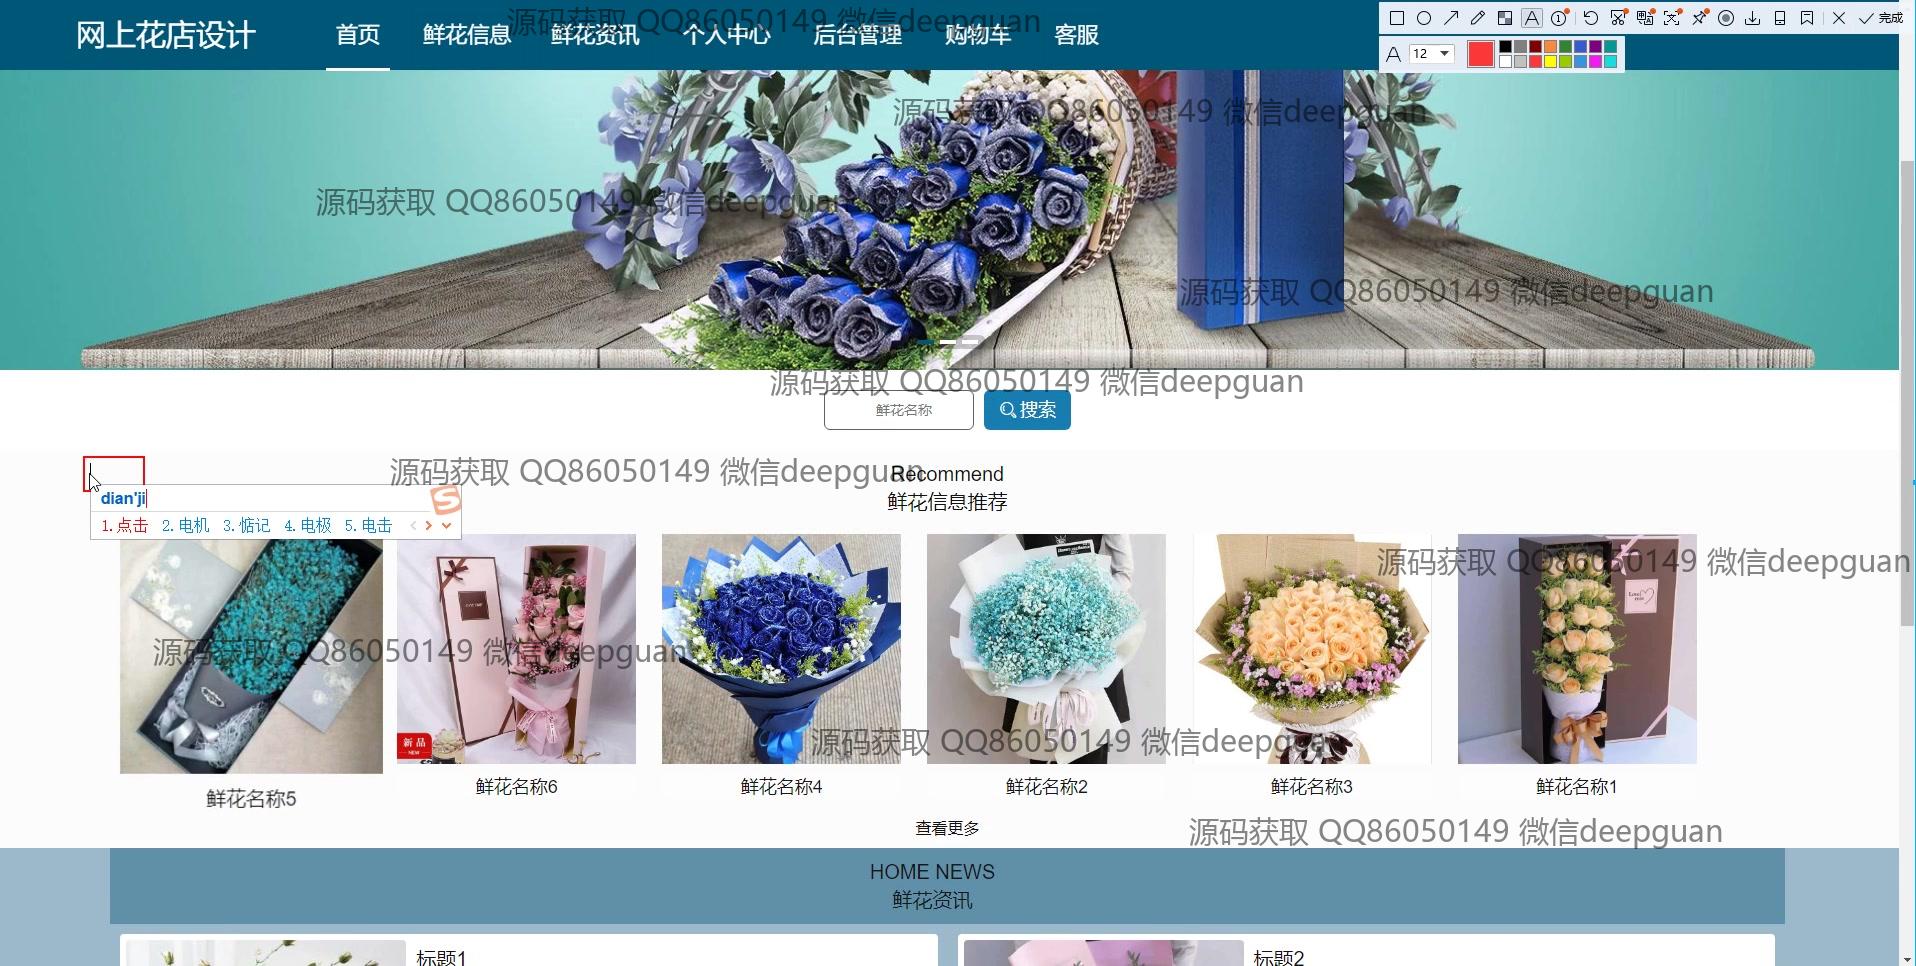 网上花店设计
首页 鲜花信息 鲜花资讯 个人中心 后台管理 购物车 客服
完成
12
源码获取 QQ86050149 微信deepguan
源码获取 QQ86050149 微信deepguan
源码获取 QQ86050149 微信deepguan
源码获取 QQ86050149 微信deepguan
源码获取 QQ86050149 微信deepguan
鲜花名称 搜索
源码获取 QQ86050149 微信deepguan
Recommend
鲜花信息推荐
dian'ji
1.点击 2.电机 3.惦记 4.电极 5.电击
源码获取 QQ86050149 微信deepguan
源码获取 QQ86050149 微信deepguan
新品
NEW
源码获取 QQ86050149 微信deepguan
鲜花名称5 鲜花名称6 鲜花名称4 鲜花名称2 鲜花名称3 鲜花名称1
查看更多
源码获取 QQ86050149 微信deepguan
HOME NEWS
鲜花资讯
标题1 标题2